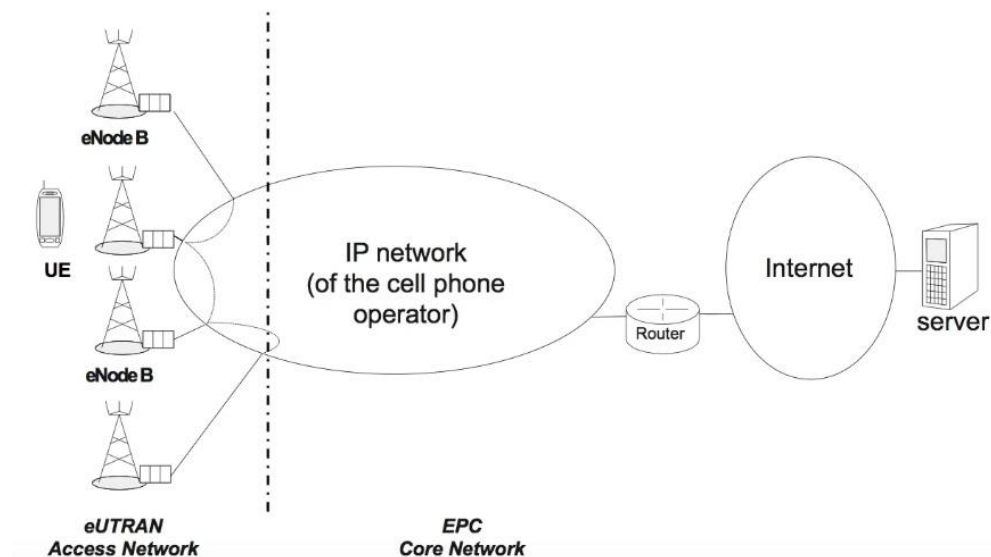 eNode B
UE
eNode B
IP network
(of the cell phone
operator)
Router
Internet
server
eUTRAN
Access Network
EPC
Core Network